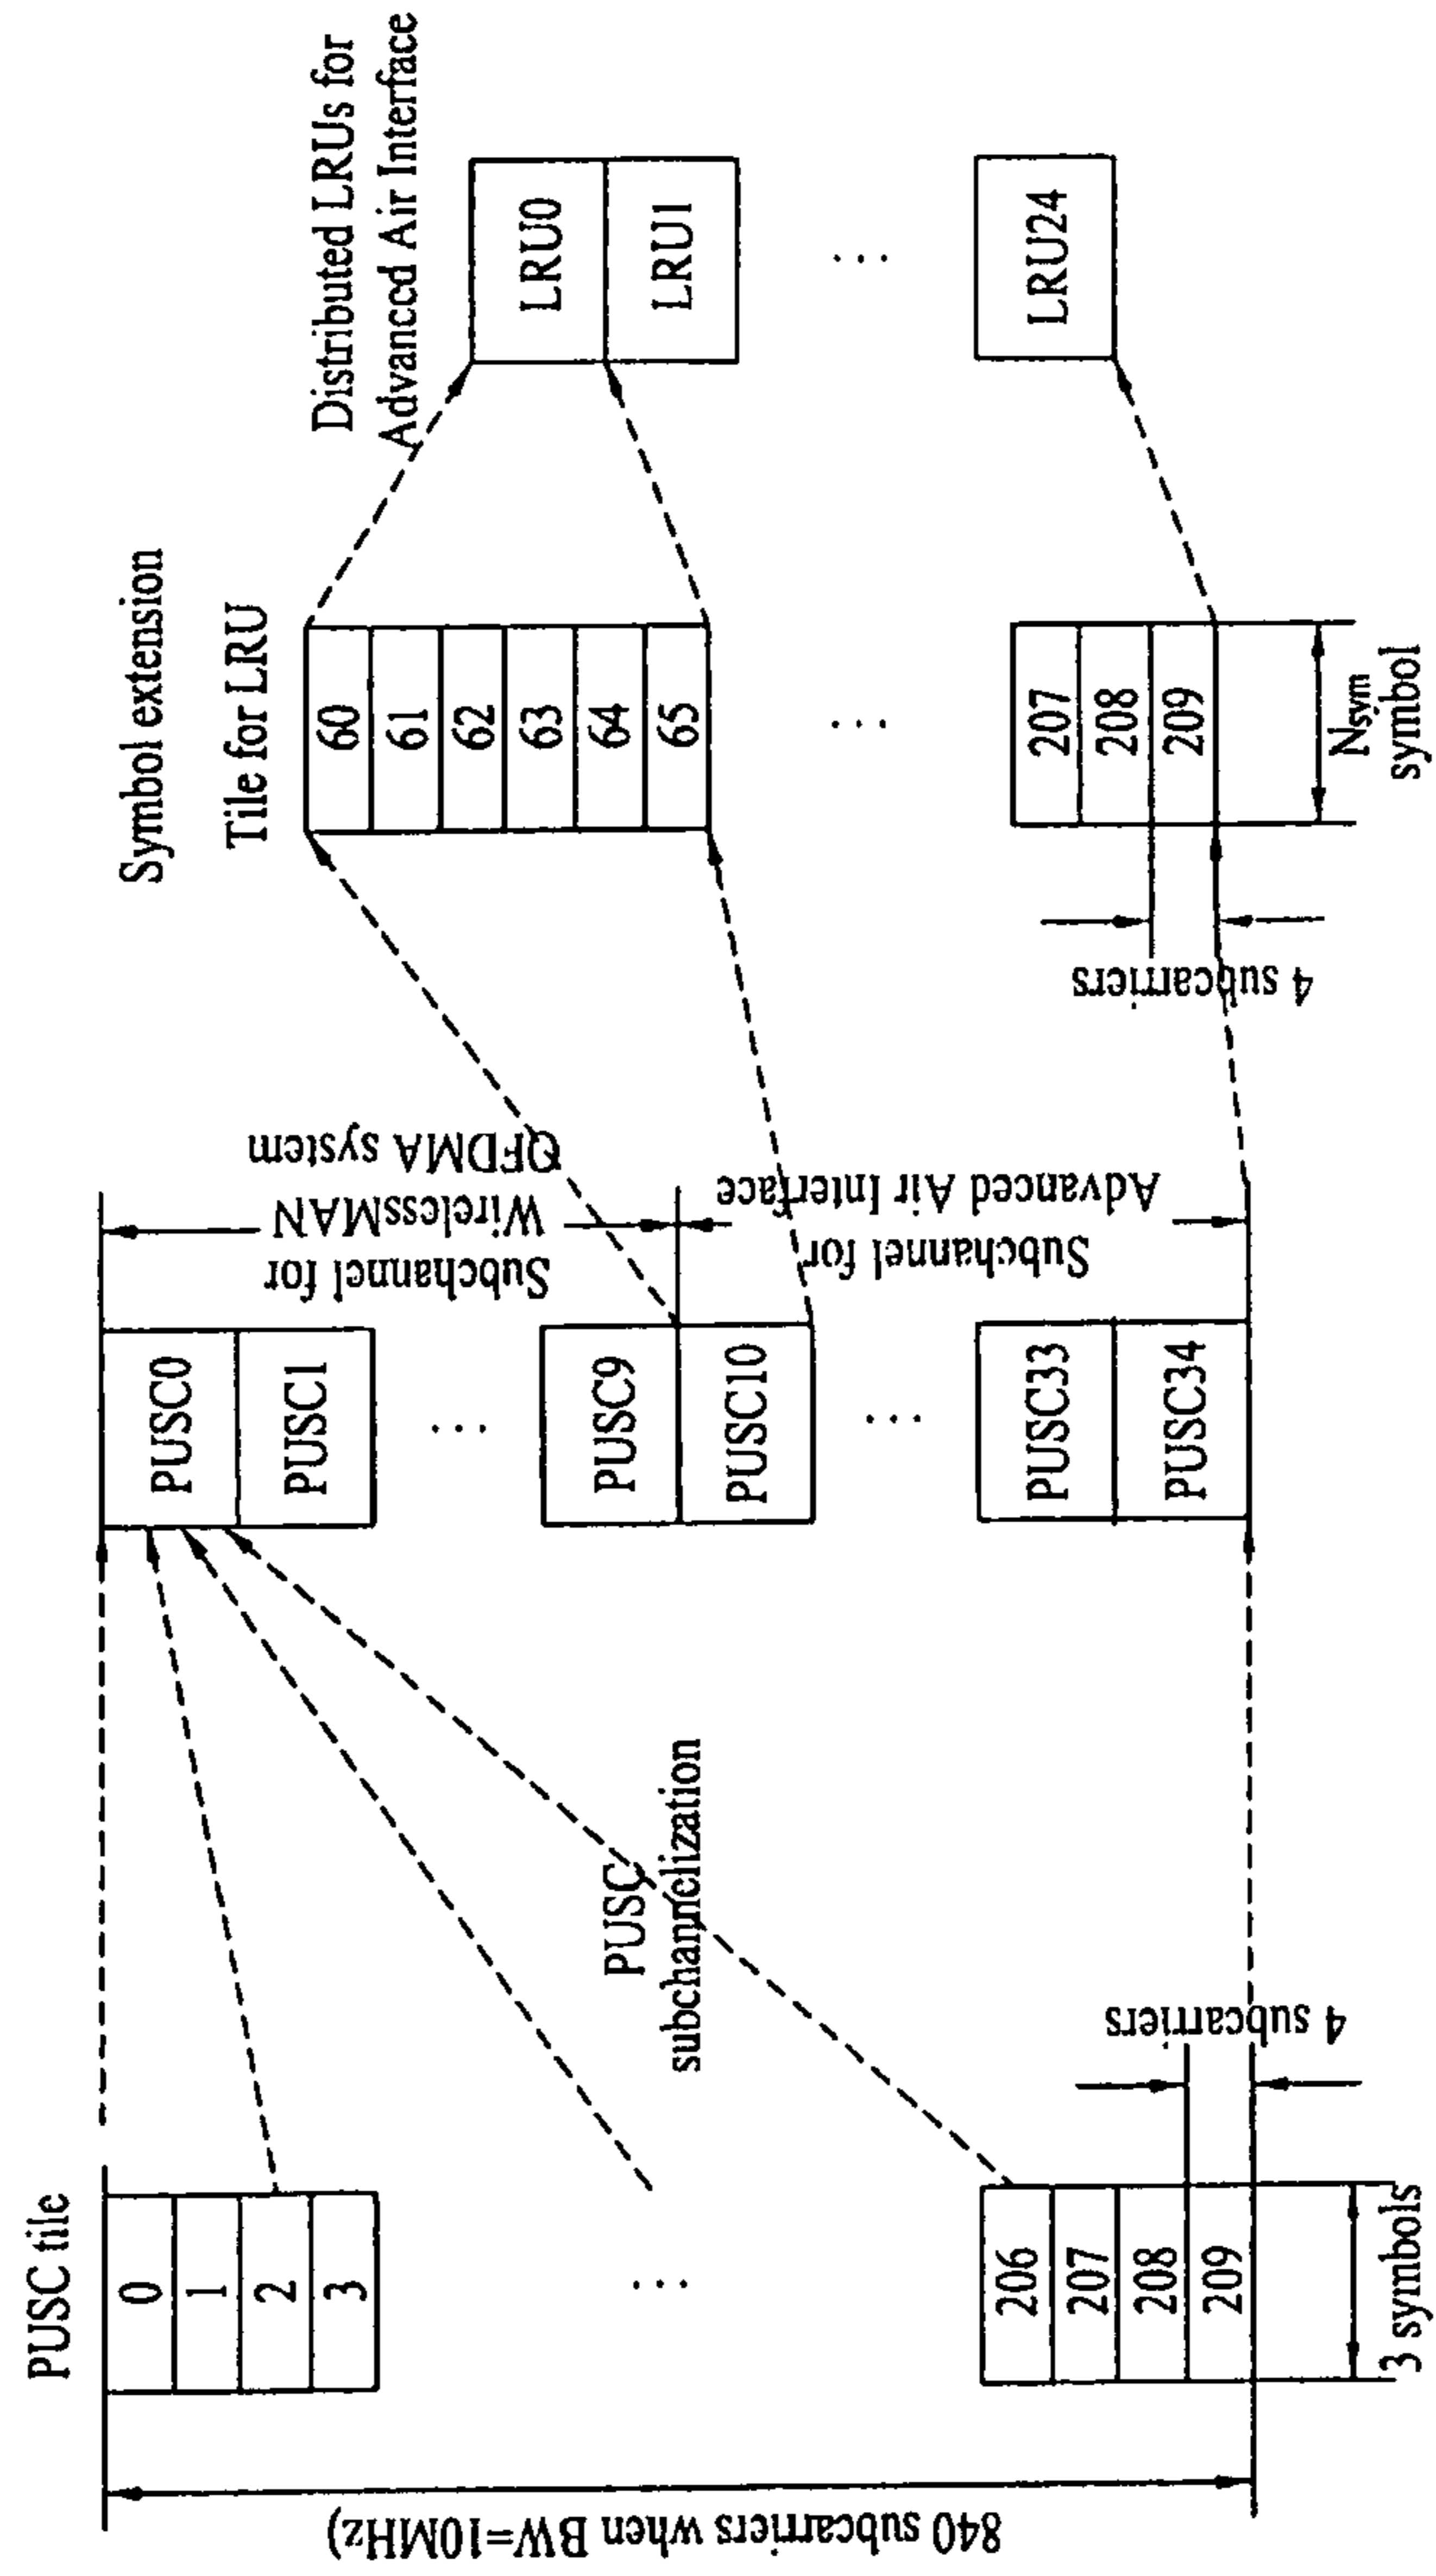 PUSC tile
0
1
2
3
...
206
207
208
209
3 symbols
4 subcarriers
840 subcarriers when BW=10MHz)
PUSC
subchannelization
PUSC0
PUSC1
...
PUSC9
PUSC10
...
PUSC33
PUSC34
Subchannel for
WirelessMAN
OFDMA system
Subchannel for
Advanced Air Interface
Symbol extension
Tile for LRU
60
61
62
63
64
65
...
207
208
209
4 subcarriers
Nsym
symbol
Distributed LRUs for
Advanced Air Interface
LRU0
LRU1
...
LRU24